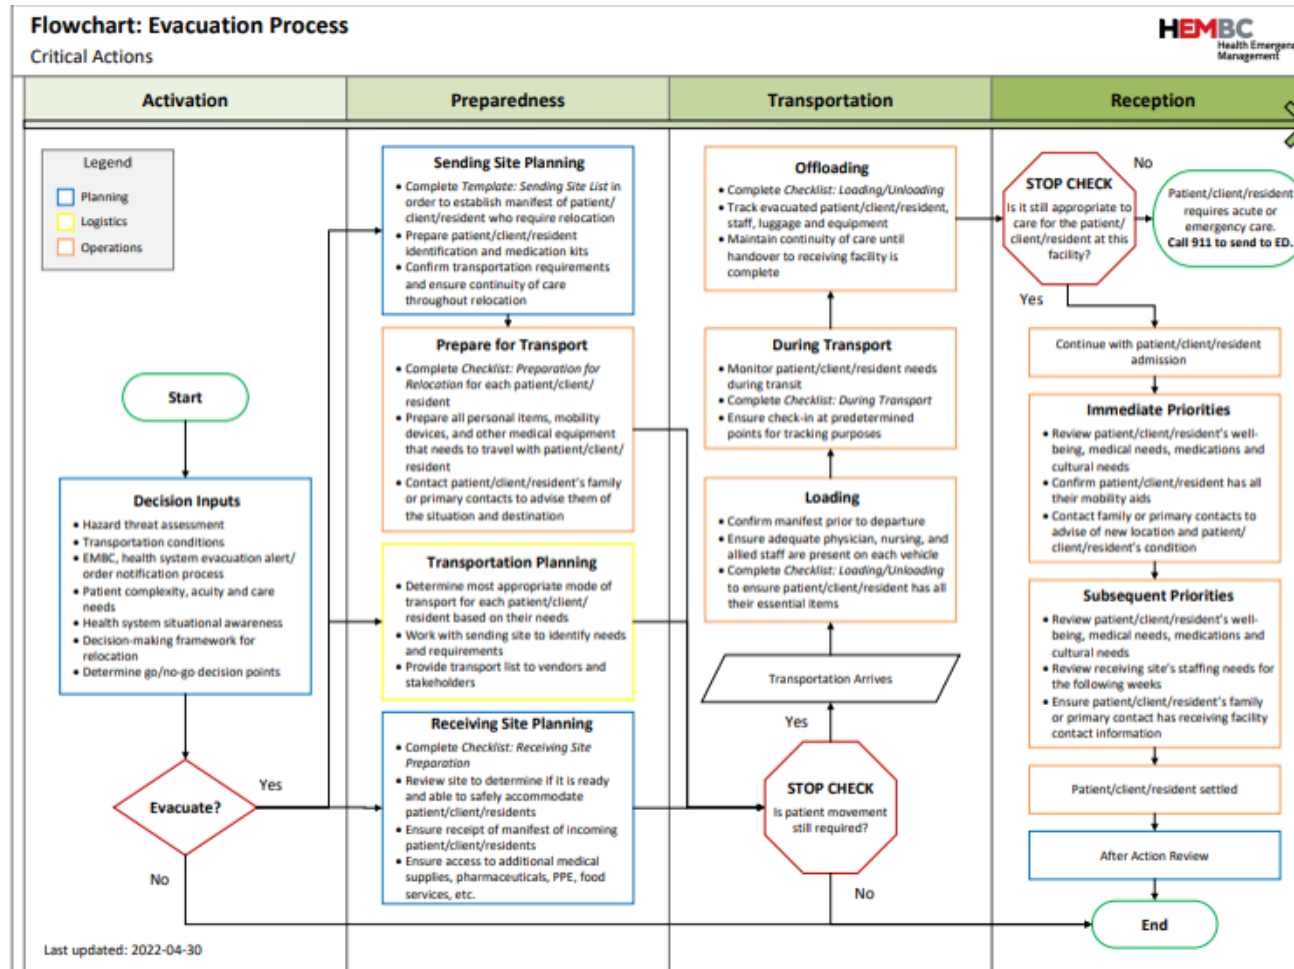 Flowchart: Evacuation Process
Critical Actions
HEMBC
Health Emergen
Management
Activation
Preparedness
Transportation
Reception
Legend
Planning
Logistics
Operations
Start
Decision Inputs
• Hazard threat assessment
• Transportation conditions
• EMBC, health system evacuation alert/
order notification process
• Patient complexity, acuity and care
needs
• Health system situational awareness
• Decision-making framework for
relocation
• Determine go/no-go decision points
Evacuate?
Yes
No
Last updated: 2022-04-30
Sending Site Planning
• Complete Template: Sending Site List in
order to establish manifest of patient/
client/resident who require relocation
• Prepare patient/client/resident
identification and medication kits
• Confirm transportation requirements
and ensure continuity of care
throughout relocation
Prepare for Transport
• Complete Checklist: Preparation for
Relocation for each patient/client/
resident
• Prepare all personal items, mobility
devices, and other medical equipment
that needs to travel with patient/client/
resident
• Contact patient/client/resident's family
or primary contacts to advise them of
the situation and destination
Transportation Planning
• Determine most appropriate mode of
transport for each patient/client/
resident based on their needs
• Work with sending site to identify needs
and requirements
• Provide transport list to vendors and
stakeholders
Receiving Site Planning
• Complete Checklist: Receiving Site
Preparation
• Review site to determine if it is ready
and able to safely accommodate
patient/client/residents
• Ensure receipt of manifest of incoming
patient/client/residents
• Ensure access to additional medical
supplies, pharmaceuticals, PPE, food
services, etc.
Offloading
• Complete Checklist: Loading/Unloading
• Track evacuated patient/client/resident,
staff, luggage and equipment
• Maintain continuity of care until
handover to receiving facility is
complete
During Transport
• Monitor patient/client/resident needs
during transit
• Complete Checklist: During Transport
• Ensure check-in at predetermined
points for tracking purposes
Loading
• Confirm manifest prior to departure
• Ensure adequate physician, nursing, and
allied staff are present on each vehicle
• Complete Checklist: Loading/Unloading
to ensure patient/client/resident has all
their essential items
Transportation Arrives
Yes
STOP CHECK
Is patient movement
still required?
No
STOP CHECK
Is it still appropriate to
care for the patient/
client/resident at this
facility?
No
Patient/client/resident
requires acute or
emergency care.
Call 911 to send to ED.
Yes
Continue with patient/client/resident
admission
Immediate Priorities
• Review patient/client/resident's well-
being, medical needs, medications and
cultural needs
• Confirm patient/client/resident has all
their mobility aids
• Contact family or primary contacts to
advise of new location and patient/
client/resident's condition
Subsequent Priorities
• Review patient/client/resident's well-
being, medical needs, medications and
cultural needs
• Review receiving site's staffing needs for
the following weeks
• Ensure patient/client/resident's family
or primary contact has receiving facility
contact information
Patient/client/resident settled
After Action Review
End